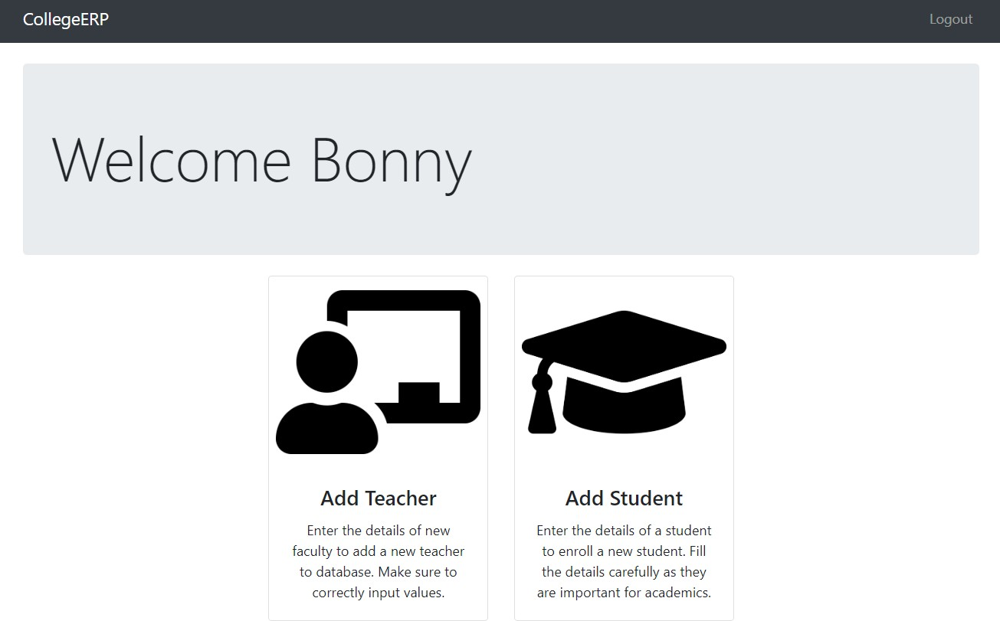 CollegeERP
Logout
Welcome Bonny
Add Teacher
Enter the details of new
faculty to add a new teacher
to database. Make sure to
correctly input values.
Add Student
Enter the details of a student
to enroll a new student. Fill
the details carefully as they
are important for academics.